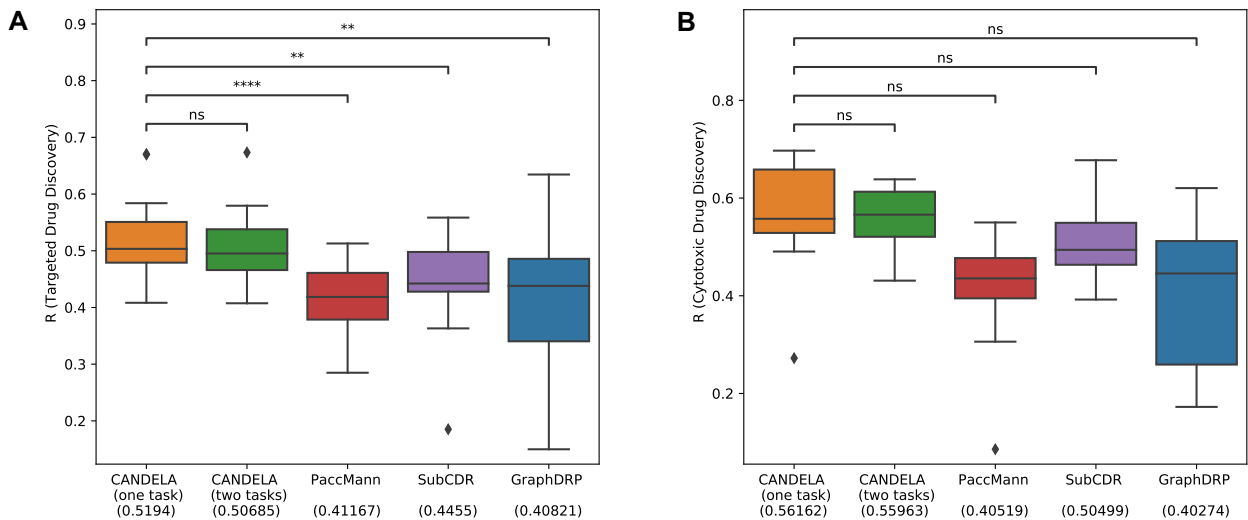 A
R (Targeted Drug Discovery)
0.9
0.8
0.7
0.6
0.5
0.4
0.3
0.2
**
**
****
ns
CANDELA
(one task)
(0.5194)
CANDELA
(two tasks)
(0.50685)
PaccMann
(0.41167)
SubCDR
(0.4455)
GraphDRP
(0.40821)
B
R (Cytotoxic Drug Discovery)
0.8
0.6
0.4
0.2
ns
ns
ns
ns
CANDELA
(one task)
(0.56162)
CANDELA
(two tasks)
(0.55963)
PaccMann
(0.40519)
SubCDR
(0.50499)
GraphDRP
(0.40274)